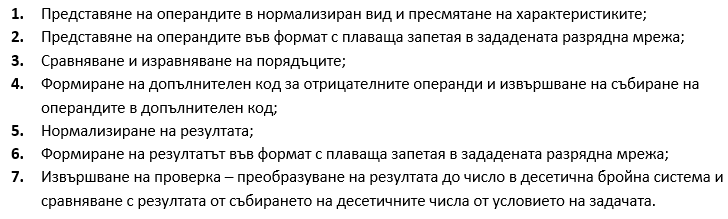 1. Представяне на операндите в нормализиран вид и пресмятане на характеристиките;
2. Представяне на операндите във формат с плаваща запетая в зададената разрядна мрежа;
3. Сравняване и изравняване на порядъците;
4. Формиране на допълнителен код за отрицателните операнди и извършване на събиране на
операндите в допълнителен код;
5. Нормализиране на резултата;
6. Формиране на резултатът във формат с плаваща запетая в зададената разрядна мрежа;
7. Извършване на проверка – преобразуване на резултата до число в десетична бройна система и
сравняване с резултата от събирането на десетичните числа от условието на задачата.